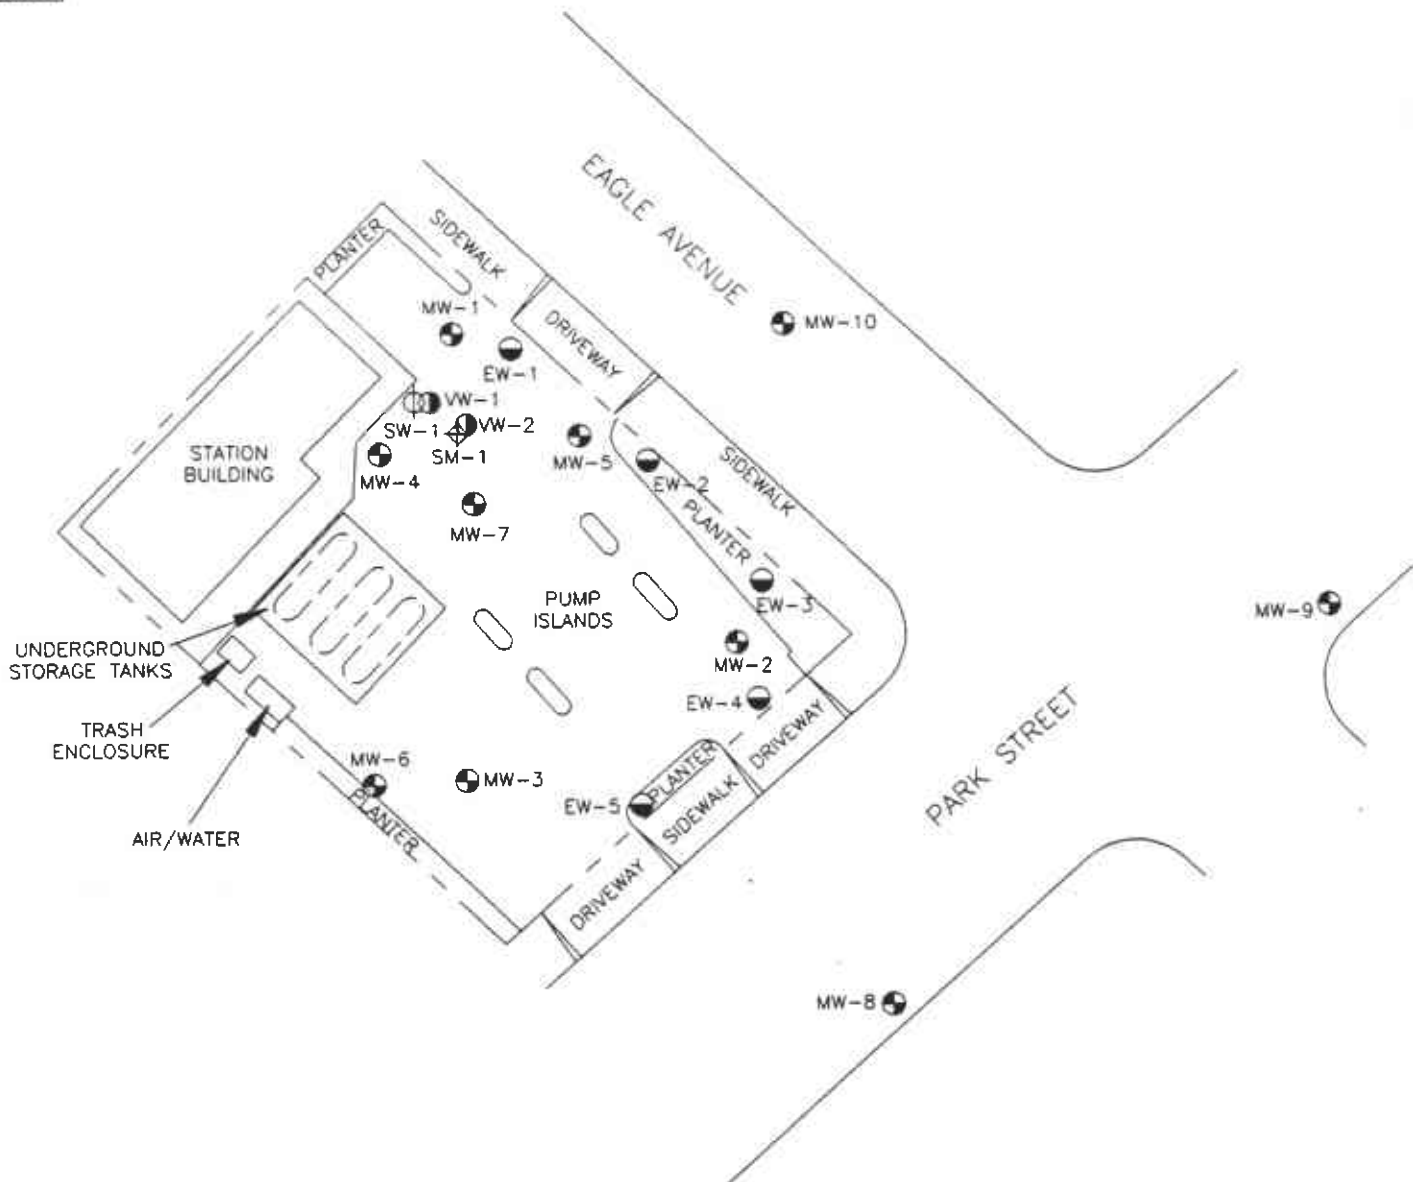 EAGLE AVENUE
SIDEWALK
PLANTER
MW-1
DRIVEWAY
MW-10
EW-1
VW-1
SW-1
VW-2
SM-1
STATION
BUILDING
MW-4
MW-5
EW-2
SIDEWALK
MW-7
PLANTER
PUMP
ISLANDS
EW-3
MW-9
UNDERGROUND
STORAGE TANKS
MW-2
EW-4
TRASH
ENCLOSURE
DRIVEWAY
PARK STREET
MW-6
MW-3
PLANTER
EW-5
PLANTER
SIDEWALK
AIR/WATER
DRIVEWAY
MW-8